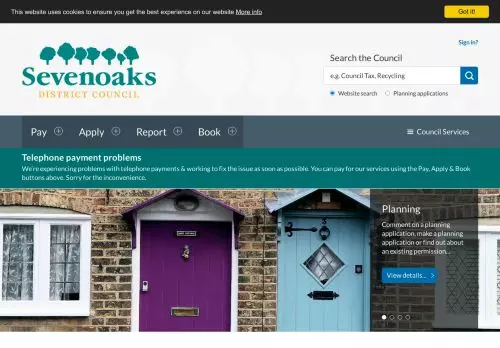 This website uses cookies to ensure you get the best experience on our website More info
Got it!
Sevenoaks
DISTRICT COUNCIL
Sign in?
Search the Council
e.g. Council Tax, Recycling
Website search
Planning applications
Pay
Apply
Report
Book
Council Services
Telephone payment problems
We're experiencing problems with telephone payments & working to fix the issue as soon as possible. You can pay for our services using the Pay, Apply & Book
buttons above. Sorry for the inconvenience.
Planning
Comment on a planning
application, make a planning
application or find out about
an existing permission...
View details...
3